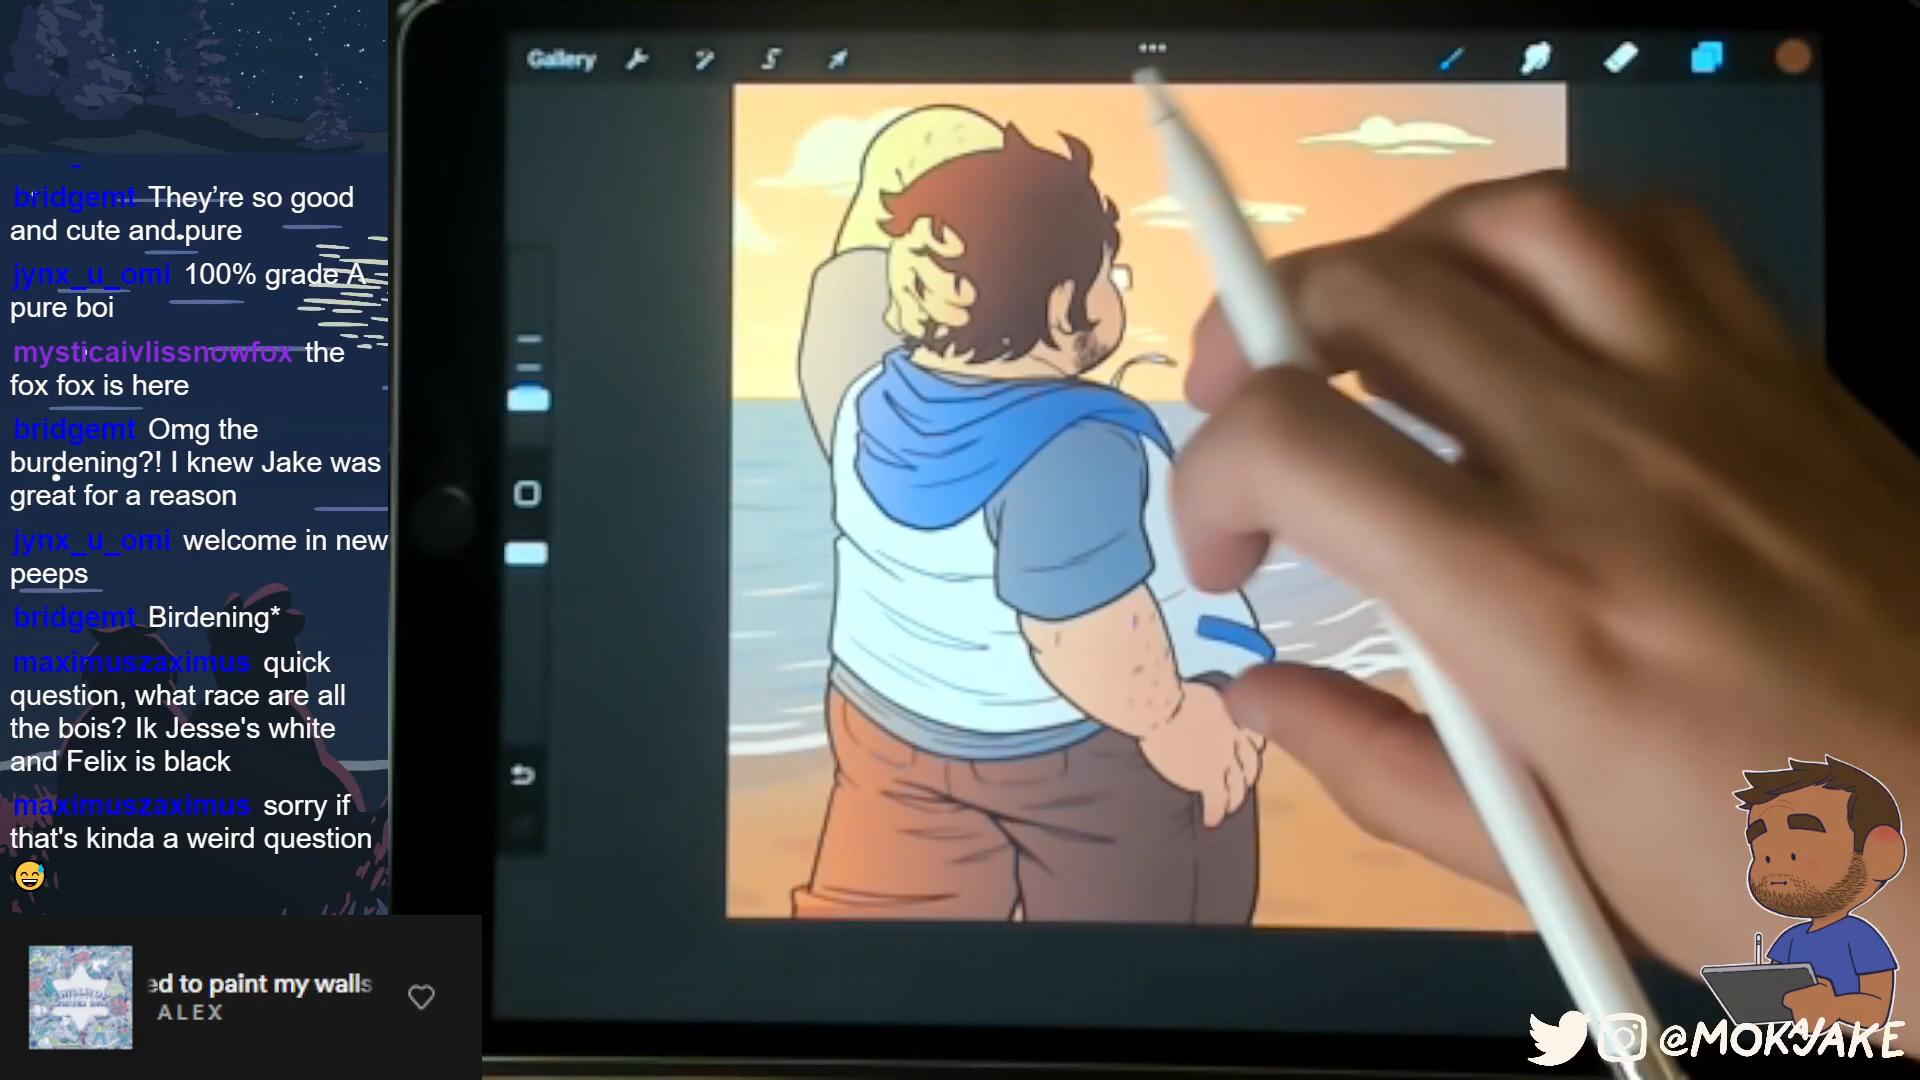 Gallery
bridgemt They're so good
and cute and pure
jynx_u_omi 100% grade A
pure boi
mysticaivlissnowfox the
fox fox is here
bridgemt Omg the
burdening?! I knew Jake was
great for a reason
jynx_u_omi welcome in new
peeps
bridgemt Birdening*
maximuszaximus quick
question, what race are all
the bois? Ik Jesse's white
and Felix is black
maximuszaximus sorry if
that's kinda a weird question
ed to paint my walls
ALEX
@MOKAJAKE